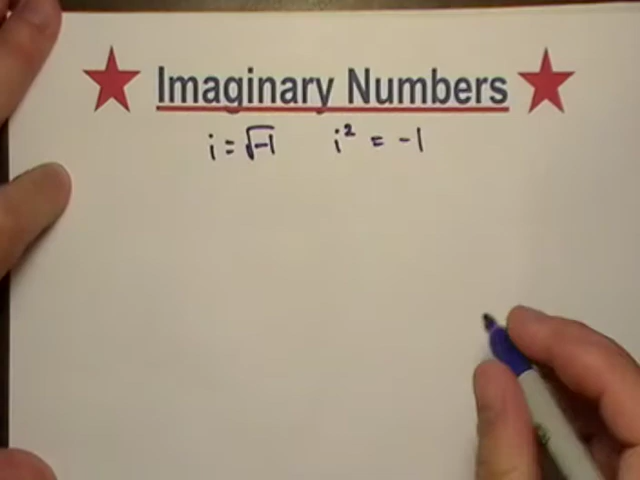 Imaginary Numbers
i = √-1 i² = -1